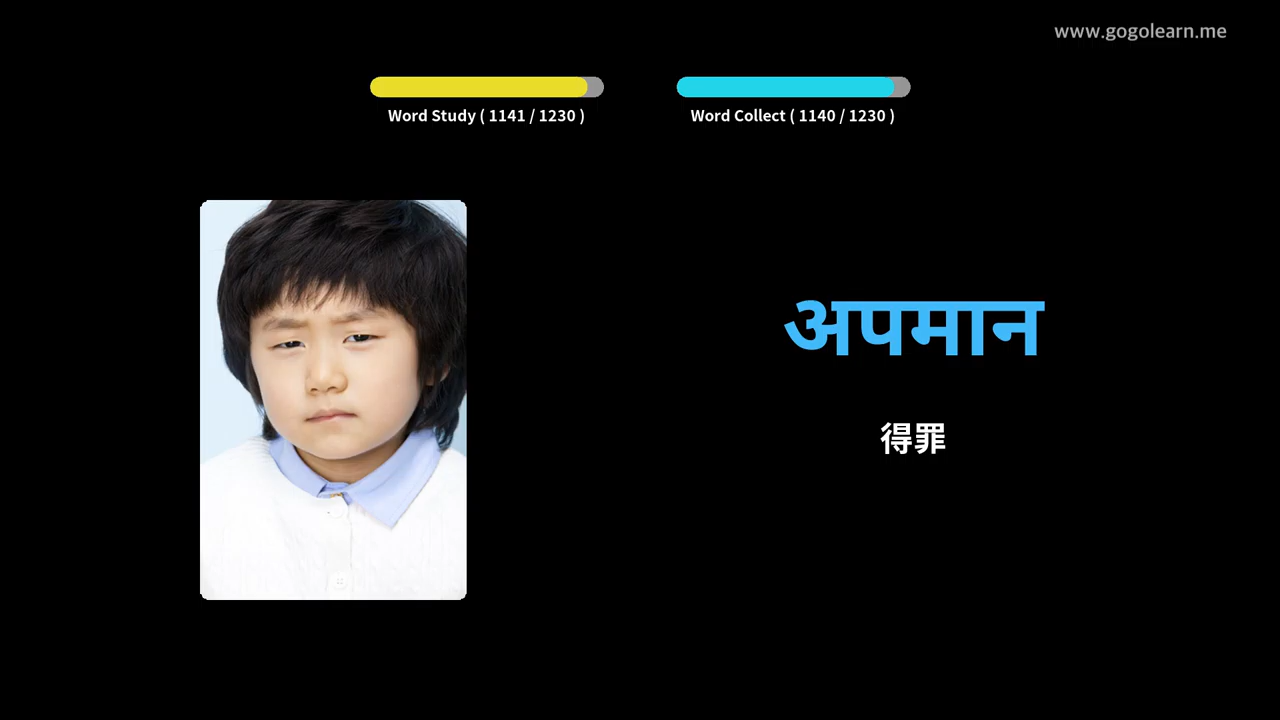 www.gogolearn.me
Word Study ( 1141 / 1230 )
Word Collect ( 1140 / 1230 )
अपमान
得罪